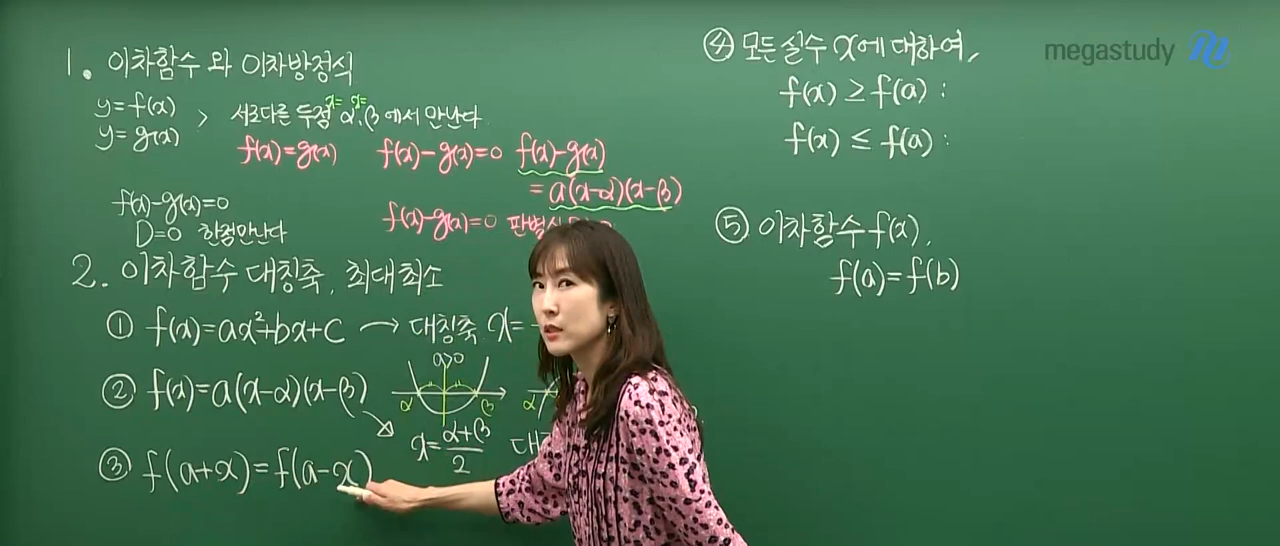 1. 이차함수 와 이차방정식
y=f(x)
y=g(x)
> 서로다른 두점 α, β 에서 만난다.
x= x=
f(x)=g(x) f(x)-g(x)=0 f(x)-g(x)
= a(x-α)(x-β)
f(x)-g(x)=0
f(x)-g(x)=0 판별식
D=0 한점만난다
2. 이차함수 대칭축, 최대최소
① f(x)=ax²+bx+c → 대칭축 x= -
② f(x)=a(x-α)(x-β)
a>0
α β α
x=α+β/2
③ f(a+x)=f(a-x)
④ 모든 실수 x에 대하여,
f(x) ≥ f(a) :
f(x) ≤ f(a) :
⑤ 이차함수 f(x),
f(a)=f(b)
megastudy